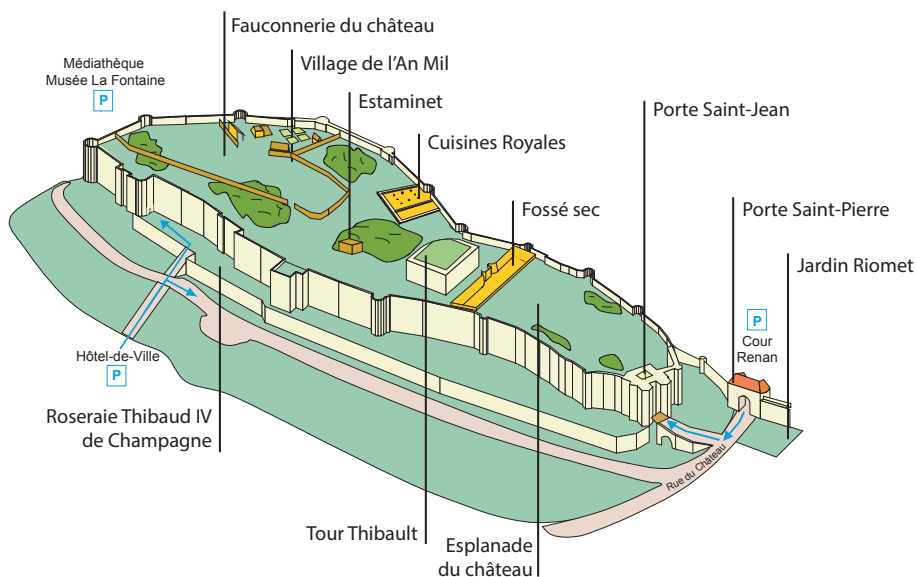 Fauconnerie du château
Médiathèque
Musée La Fontaine
P
Village de l'An Mil
Estaminet
Porte Saint-Jean
Cuisines Royales
Fossé sec
Porte Saint-Pierre
Jardin Riomet
P
Cour
Renan
Hôtel-de-Ville
P
Roseraie Thibaud IV
de Champagne
Rue du Château
Tour Thibault
Esplanade
du château